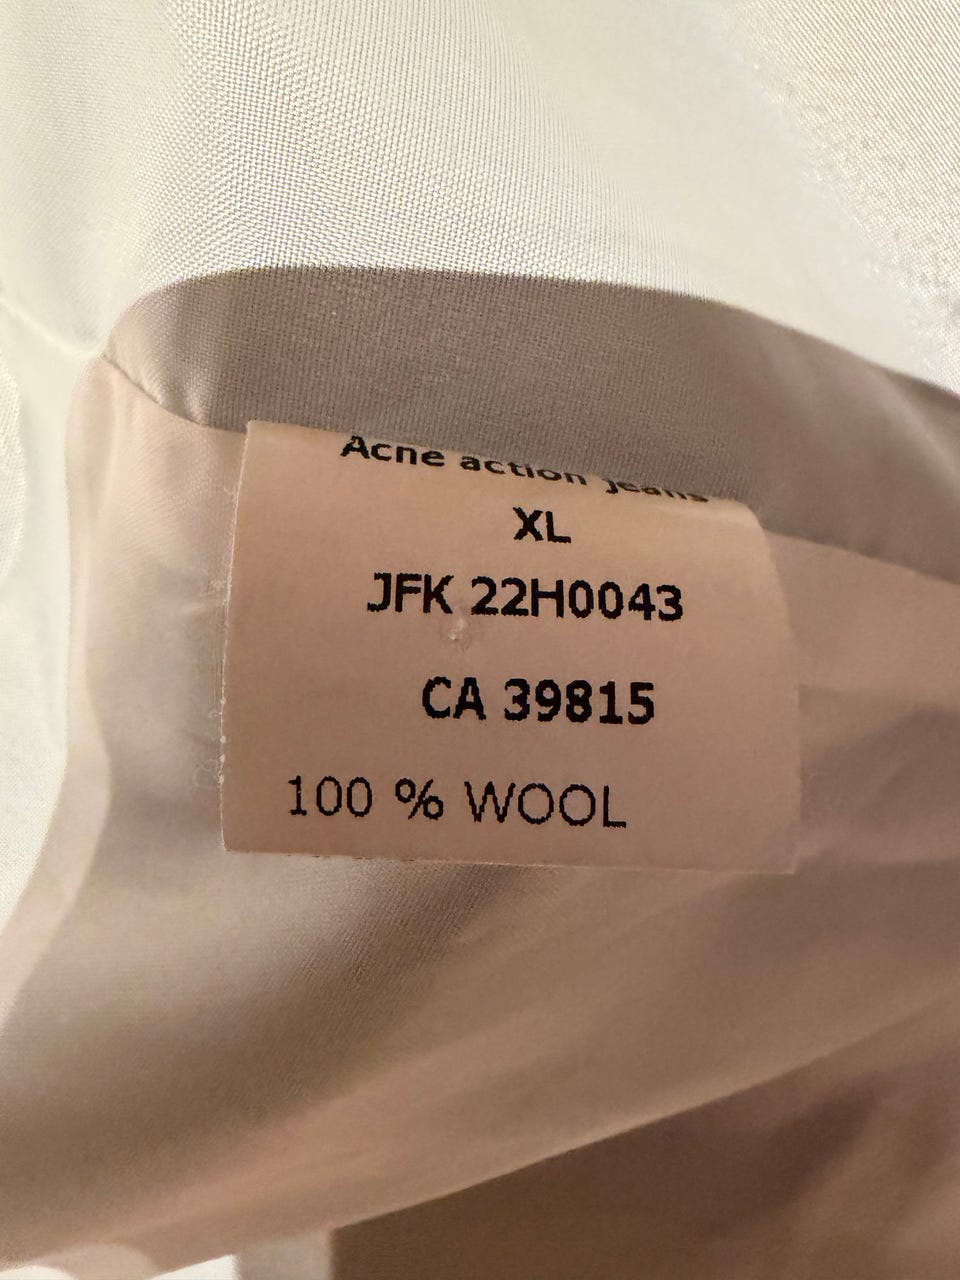 Acne action jeans
XL
JFK 22H0043
CA 39815
100 % WOOL